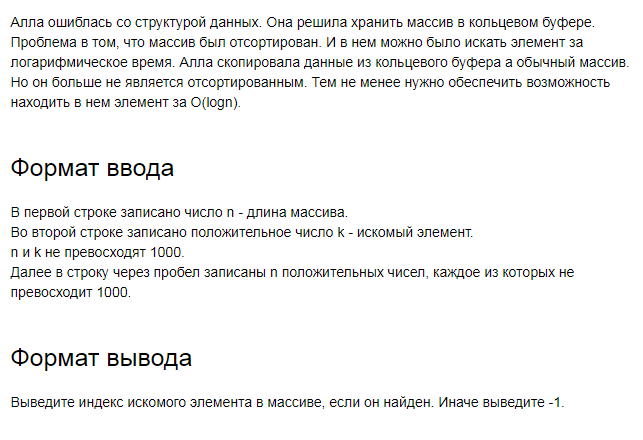 Алла ошиблась со структурой данных. Она решила хранить массив в кольцевом буфере.
Проблема в том, что массив был отсортирован. И в нем можно было искать элемент за
логарифмическое время. Алла скопировала данные из кольцевого буфера а обычный массив.
Но он больше не является отсортированным. Тем не менее нужно обеспечить возможность
находить в нем элемент за O(logn).
Формат ввода
В первой строке записано число n - длина массива.
Во второй строке записано положительное число k - искомый элемент.
n и k не превосходят 1000.
Далее в строку через пробел записаны n положительных чисел, каждое из которых не
превосходит 1000.
Формат вывода
Выведите индекс искомого элемента в массиве, если он найден. Иначе выведите -1.